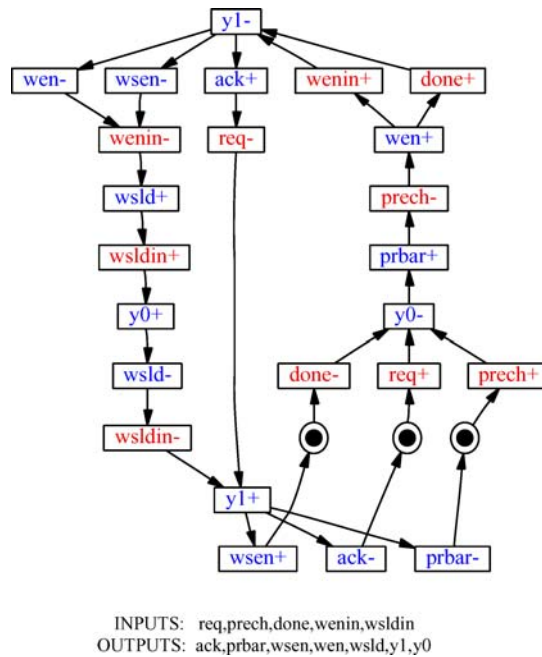 y1-
wen- wsen- ack+ wenin+ done+
wenin- req- wen+
wsld+ prech-
wsldin+ prbar+
y0+ y0-
wsld- done- req+ prech+
wsldin-
y1+
wsen+ ack- prbar-
INPUTS: req,prech,done,wenin,wsldin
OUTPUTS: ack,prbar,wsen,wen,wsld,y1,y0